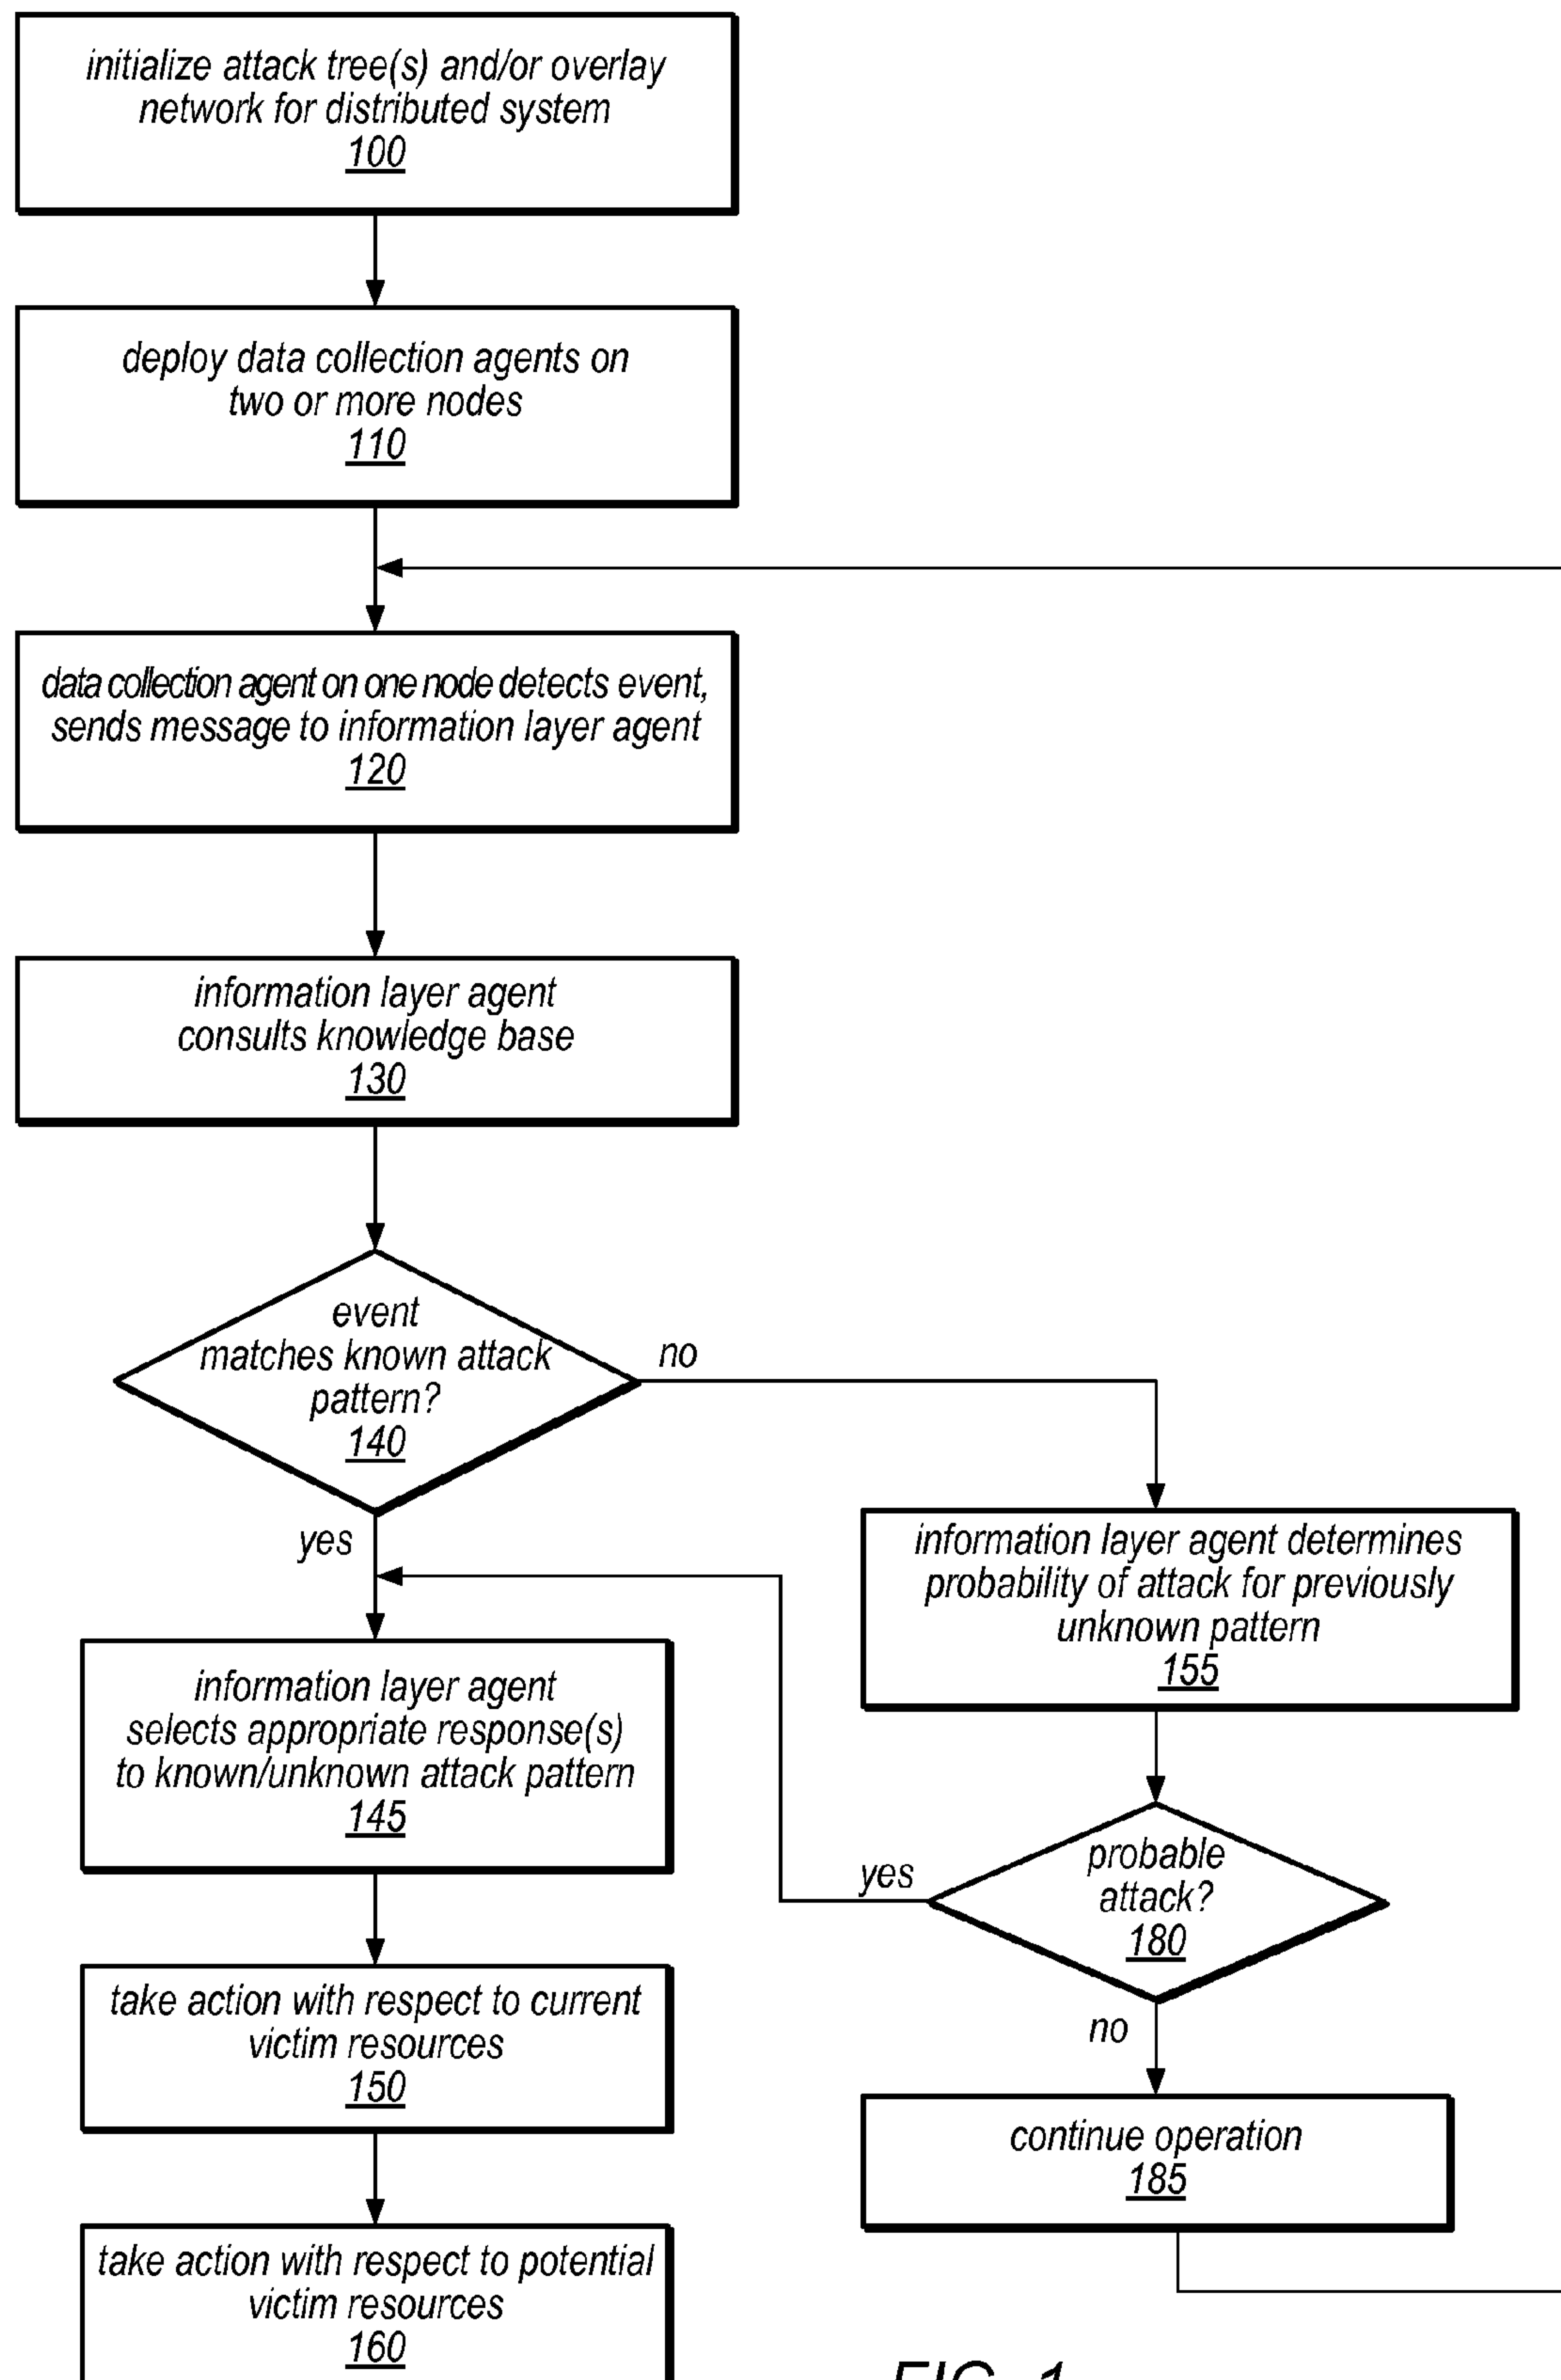 initialize attack tree(s) and/or overlay
network for distributed system
100
deploy data collection agents on
two or more nodes
110
data collection agent on one node detects event,
sends message to information layer agent
120
information layer agent
consults knowledge base
130
event
matches known attack
pattern?
140
no
yes
information layer agent determines
probability of attack for previously
unknown pattern
155
information layer agent
selects appropriate response(s)
to known/unknown attack pattern
145
probable
attack?
180
yes
no
take action with respect to current
victim resources
150
continue operation
185
take action with respect to potential
victim resources
160
FIG. 1